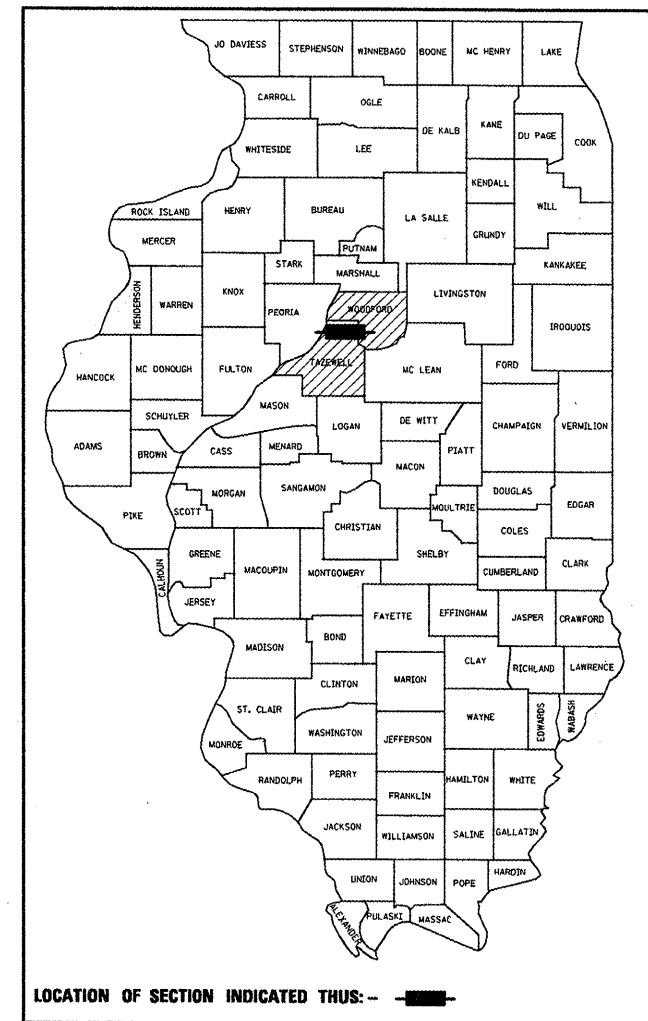 JO DAVIESS STEPHENSON WINNEBAGO BOONE MC HENRY LAKE
CARROLL OGLE DE KALB KANE DU PAGE COOK
WHITESIDE LEE
KENDALL WILL
ROCK ISLAND HENRY BUREAU LA SALLE GRUNDY
MERCER PUTNAM
STARK MARSHALL KANKAKEE
HENDERSON WARREN KNOX PEORIA WOODFORD LIVINGSTON IROQUOIS
HANCOCK MC DONOUGH FULTON TAZEWELL MC LEAN FORD
SCHUYLER MASON LOGAN DE WITT CHAMPAIGN VERMILION
ADAMS BROWN CASS MENARD MACON PIATT
PIKE SCOTT MORGAN SANGAMON CHRISTIAN MOULTRIE DOUGLAS EDGAR
COLES
CALHOUN GREENE MACOUPIN MONTGOMERY SHELBY CUMBERLAND CLARK
JERSEY FAYETTE EFFINGHAM JASPER CRAWFORD
MADISON BOND
CLAY RICHLAND LAWRENCE
CLINTON MARION
ST. CLAIR WAYNE EDWARDS WABASH
MONROE WASHINGTON JEFFERSON
RANDOLPH PERRY HAMILTON WHITE
FRANKLIN
JACKSON WILLIAMSON SALINE GALLATIN
UNION JOHNSON POPE HARDIN
ALEXANDER PULASKI MASSAC
LOCATION OF SECTION INDICATED THUS: -